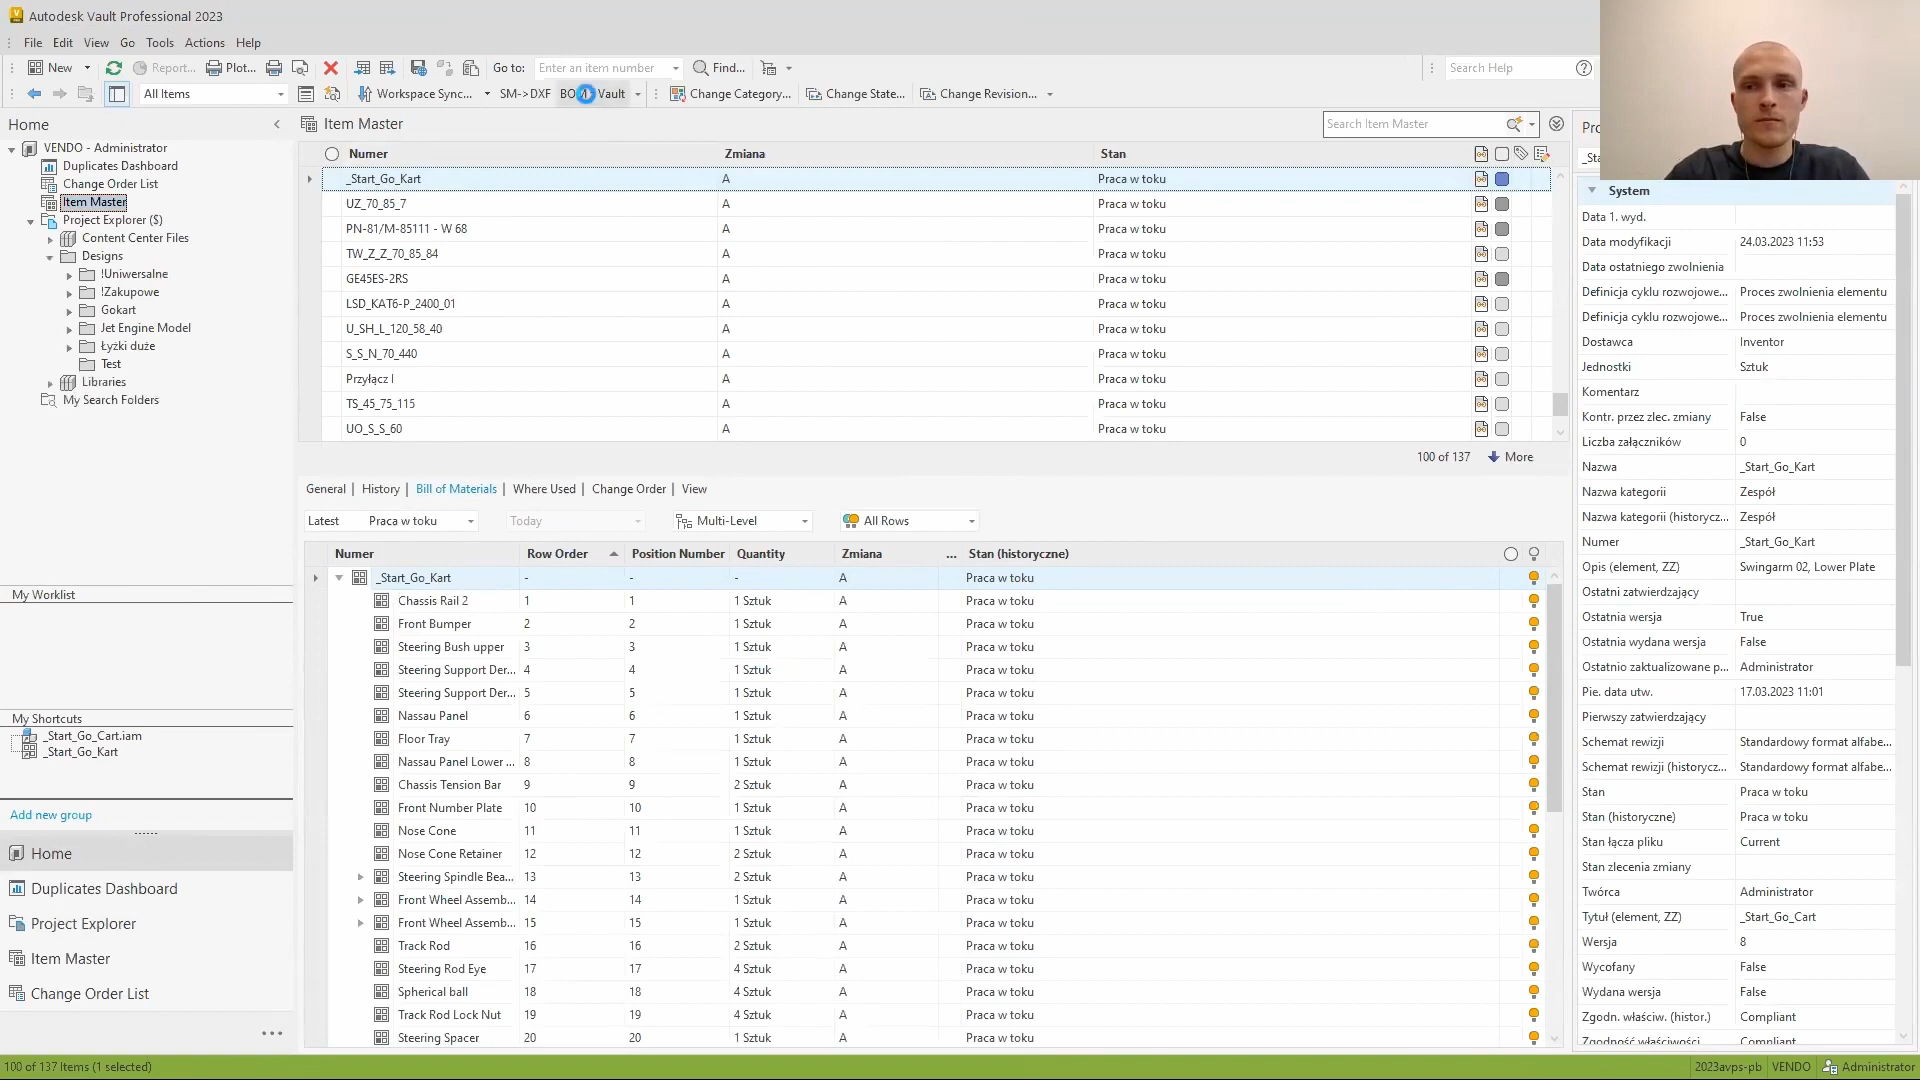 Autodesk Vault Professional 2023
File Edit View Go Tools Actions Help
New Report... Plot... Go to: Enter an item number Find... Search Help
All Items Workspace Sync... SM->DXF Vault Change Category... Change State... Change Revision...
Home
Item Master
Search Item Master
VENDO - Administrator
Duplicates Dashboard
Change Order List
Item Master
Project Explorer ($)
Content Center Files
Designs
!Uniwersalne
!Zakupowe
Gokart
Jet Engine Model
Łyżki duże
Test
Libraries
My Search Folders
My Worklist
My Shortcuts
_Start_Go_Cart.iam
_Start_Go_Kart
Add new group
Home
Duplicates Dashboard
Project Explorer
Item Master
Change Order List
Numer Zmiana Stan
_Start_Go_Kart A Praca w toku
UZ_70_85_7 A Praca w toku
PN-81/M-85111 - W 68 A Praca w toku
TW_Z_Z_70_85_84 A Praca w toku
GE45ES-2RS A Praca w toku
LSD_KAT6-P_2400_01 A Praca w toku
U_SH_L_120_58_40 A Praca w toku
S_S_N_70_440 A Praca w toku
Przyłącz I A Praca w toku
TS_45_75_115 A Praca w toku
UO_S_S_60 A Praca w toku
100 of 137 More
General | History | Bill of Materials | Where Used | Change Order | View
Latest Praca w toku Today Multi-Level All Rows
Numer Row Order Position Number Quantity Zmiana ... Stan (historyczne)
_Start_Go_Kart - - - A Praca w toku
Chassis Rail 2 1 1 1 Sztuk A Praca w toku
Front Bumper 2 2 1 Sztuk A Praca w toku
Steering Bush upper 3 3 1 Sztuk A Praca w toku
Steering Support Der... 4 4 1 Sztuk A Praca w toku
Steering Support Der... 5 5 1 Sztuk A Praca w toku
Nassau Panel 6 6 1 Sztuk A Praca w toku
Floor Tray 7 7 1 Sztuk A Praca w toku
Nassau Panel Lower ... 8 8 1 Sztuk A Praca w toku
Chassis Tension Bar 9 9 2 Sztuk A Praca w toku
Front Number Plate 10 10 1 Sztuk A Praca w toku
Nose Cone 11 11 1 Sztuk A Praca w toku
Nose Cone Retainer 12 12 2 Sztuk A Praca w toku
Steering Spindle Bea... 13 13 2 Sztuk A Praca w toku
Front Wheel Assemb... 14 14 1 Sztuk A Praca w toku
Front Wheel Assemb... 15 15 1 Sztuk A Praca w toku
Track Rod 16 16 2 Sztuk A Praca w toku
Steering Rod Eye 17 17 4 Sztuk A Praca w toku
Spherical ball 18 18 4 Sztuk A Praca w toku
Track Rod Lock Nut 19 19 4 Sztuk A Praca w toku
Steering Spacer 20 20 1 Sztuk A Praca w toku
System
Data 1. wyd.
Data modyfikacji 24.03.2023 11:53
Data ostatniego zwolnienia
Definicja cyklu rozwojowe... Proces zwolnienia elementu
Definicja cyklu rozwojowe... Proces zwolnienia elementu
Dostawca Inventor
Jednostki Sztuk
Komentarz
Kontr. przez zlec. zmiany False
Liczba załączników 0
Nazwa _Start_Go_Kart
Nazwa kategorii Zespół
Nazwa kategorii (historycz... Zespół
Numer _Start_Go_Kart
Opis (element, ZZ) Swingarm 02, Lower Plate
Ostatni zatwierdzający
Ostatnia wersja True
Ostatnia wydana wersja False
Ostatnio zaktualizowane p... Administrator
Pie. data utw. 17.03.2023 11:01
Pierwszy zatwierdzający
Schemat rewizji Standardowy format alfabe...
Schemat rewizji (historycz... Standardowy format alfabe...
Stan Praca w toku
Stan (historyczne) Praca w toku
Stan łącza pliku Current
Stan zlecenia zmiany
Twórca Administrator
Tytuł (element, ZZ) _Start_Go_Cart
Wersja 8
Wycofany False
Wydana wersja False
Zgodn. właściw. (histor.) Compliant
Zgodność właściwości Compliant
100 of 137 Items (1 selected) 2023avps-pb VENDO Administrator